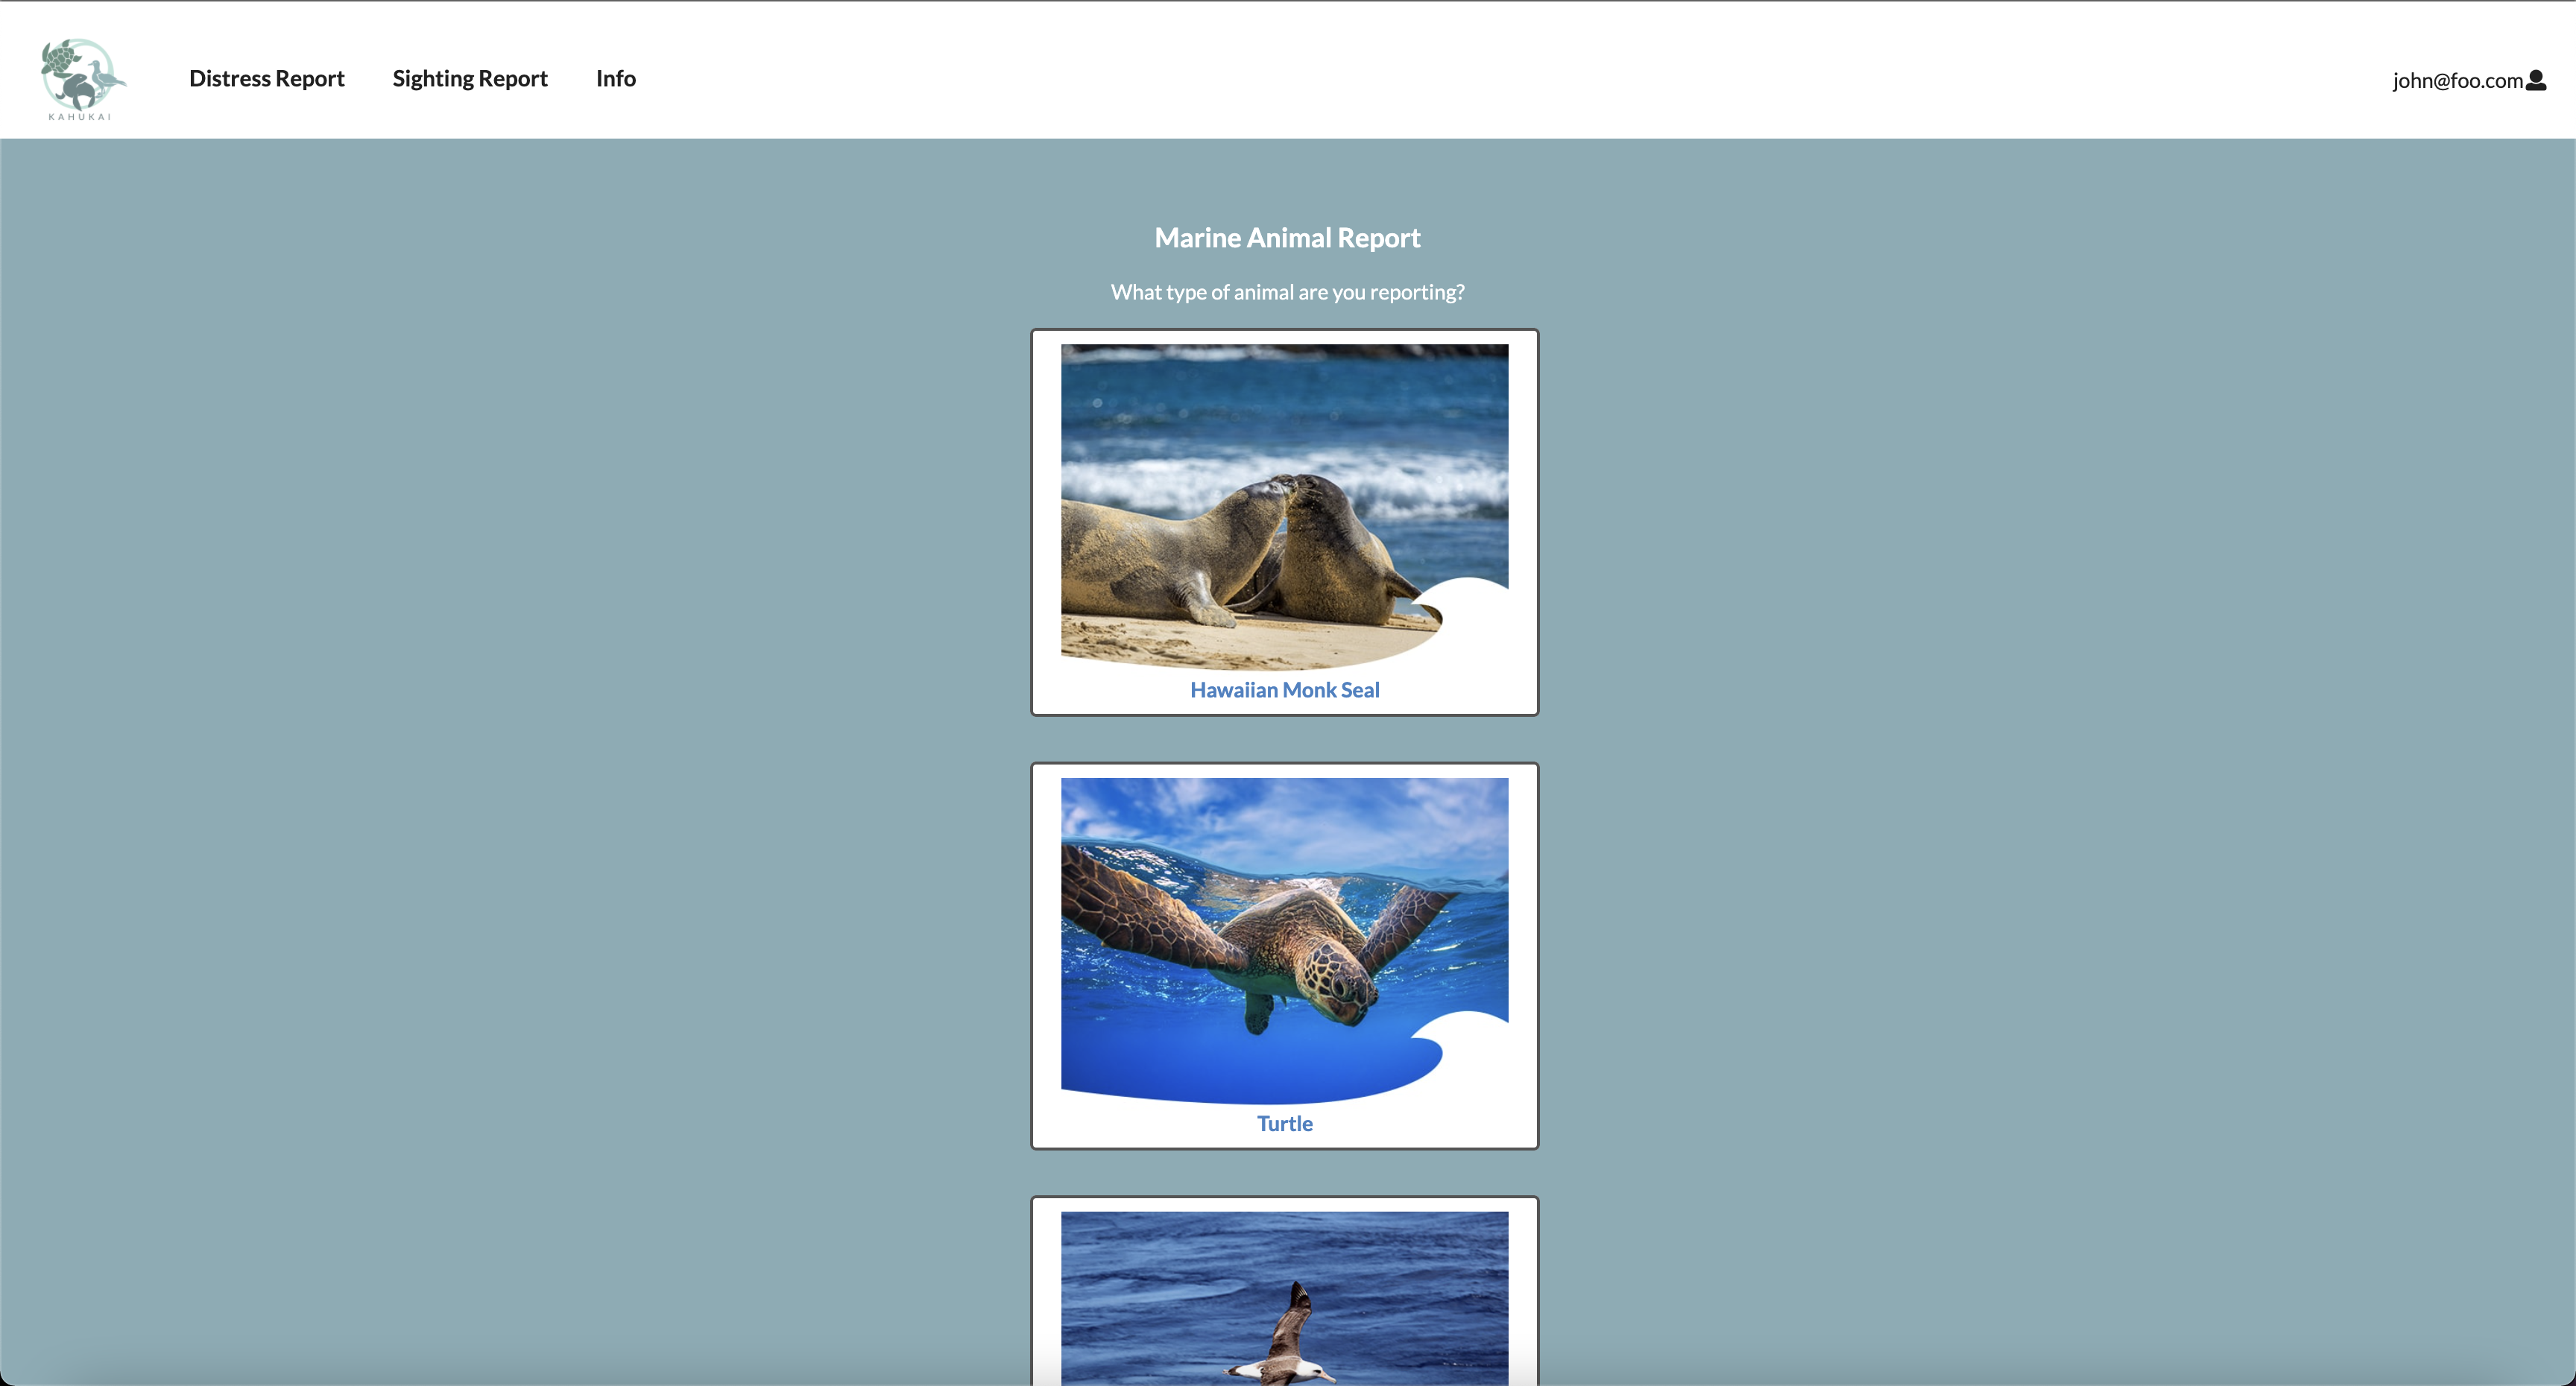 KAHUKAI
Distress Report
Sighting Report
Info
john@foo.com
Marine Animal Report
What type of animal are you reporting?
Hawaiian Monk Seal
Turtle